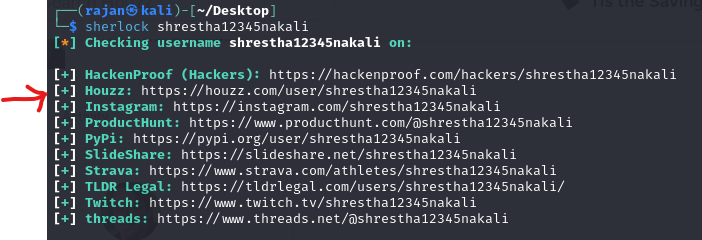 (rajan㉿kali)-[~/Desktop]
$ sherlock shrestha12345nakali
[*] Checking username shrestha12345nakali on:
[+] HackenProof (Hackers): https://hackenproof.com/hackers/shrestha12345nakali
[+] Houzz: https://houzz.com/user/shrestha12345nakali
[+] Instagram: https://instagram.com/shrestha12345nakali
[+] ProductHunt: https://www.producthunt.com/@shrestha12345nakali
[+] PyPi: https://pypi.org/user/shrestha12345nakali
[+] SlideShare: https://slideshare.net/shrestha12345nakali
[+] Strava: https://www.strava.com/athletes/shrestha12345nakali
[+] TLDR Legal: https://tldrlegal.com/users/shrestha12345nakali/
[+] Twitch: https://www.twitch.tv/shrestha12345nakali
[+] threads: https://www.threads.net/@shrestha12345nakali